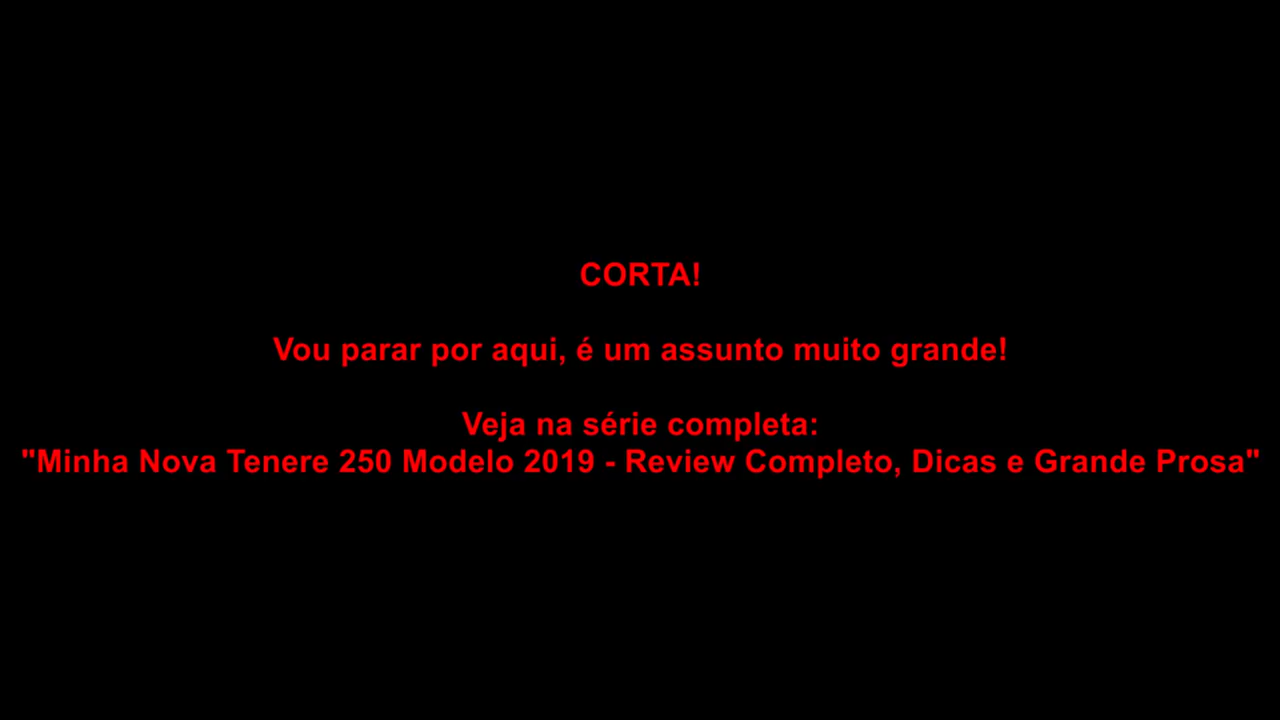 CORTA!
Vou parar por aqui, é um assunto muito grande!
Veja na série completa:
"Minha Nova Tenere 250 Modelo 2019 - Review Completo, Dicas e Grande Prosa"